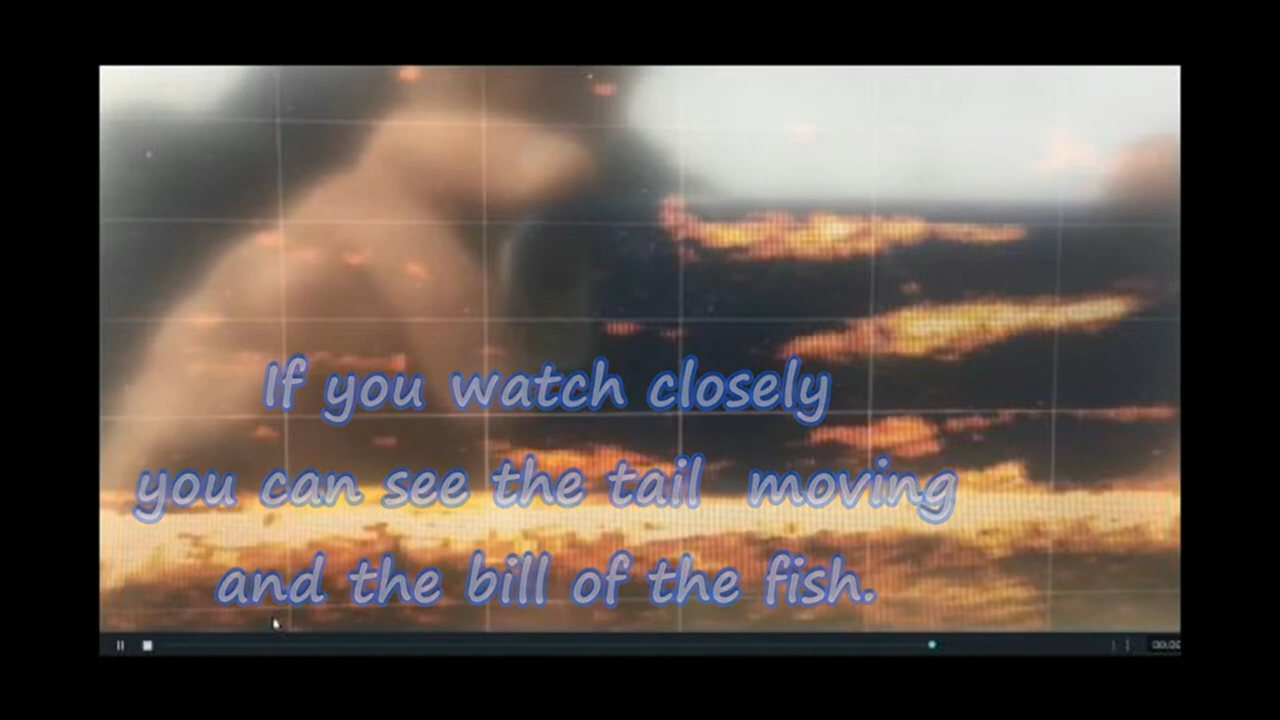 If you watch closely
you can see the tail moving
and the bill of the fish.